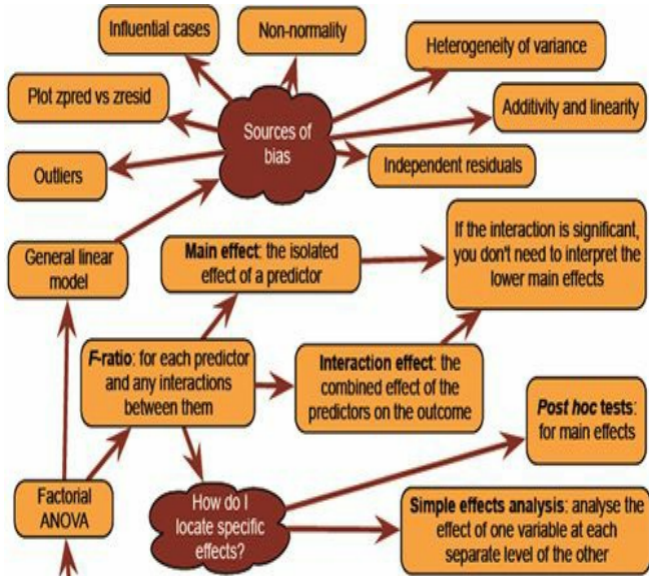 Influential cases
Non-normality
Heterogeneity of variance
Plot zpred vs zresid
Sources of
bias
Additivity and linearity
Outliers
Independent residuals
General linear
model
Main effect: the isolated
effect of a predictor
If the interaction is significant,
you don't need to interpret the
lower main effects
F-ratio: for each predictor
and any interactions
between them
Interaction effect: the
combined effect of the
predictors on the outcome
Post hoc tests:
for main effects
Factorial
ANOVA
How do I
locate specific
effects?
Simple effects analysis: analyse the
effect of one variable at each
separate level of the other